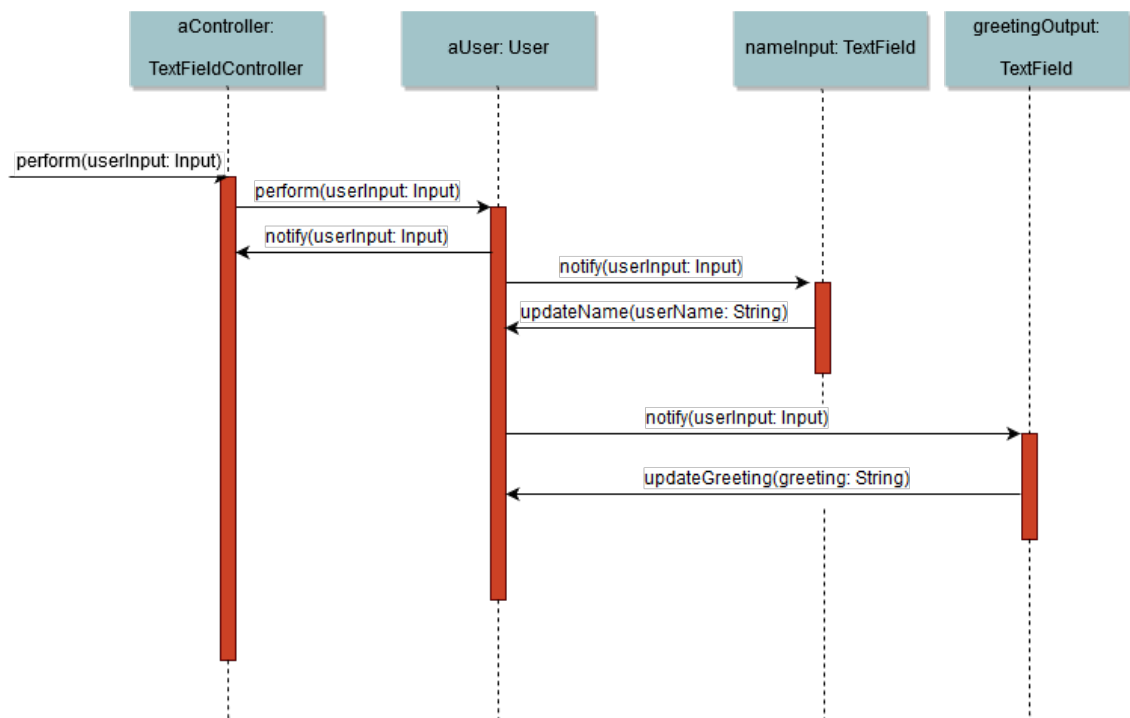 aController:
TextFieldController
aUser: User
nameInput: TextField
greetingOutput:
TextField
perform(userInput: Input)
perform(userInput: Input)
notify(userInput: Input)
notify(userInput: Input)
updateName(userName: String)
notify(userInput: Input)
updateGreeting(greeting: String)